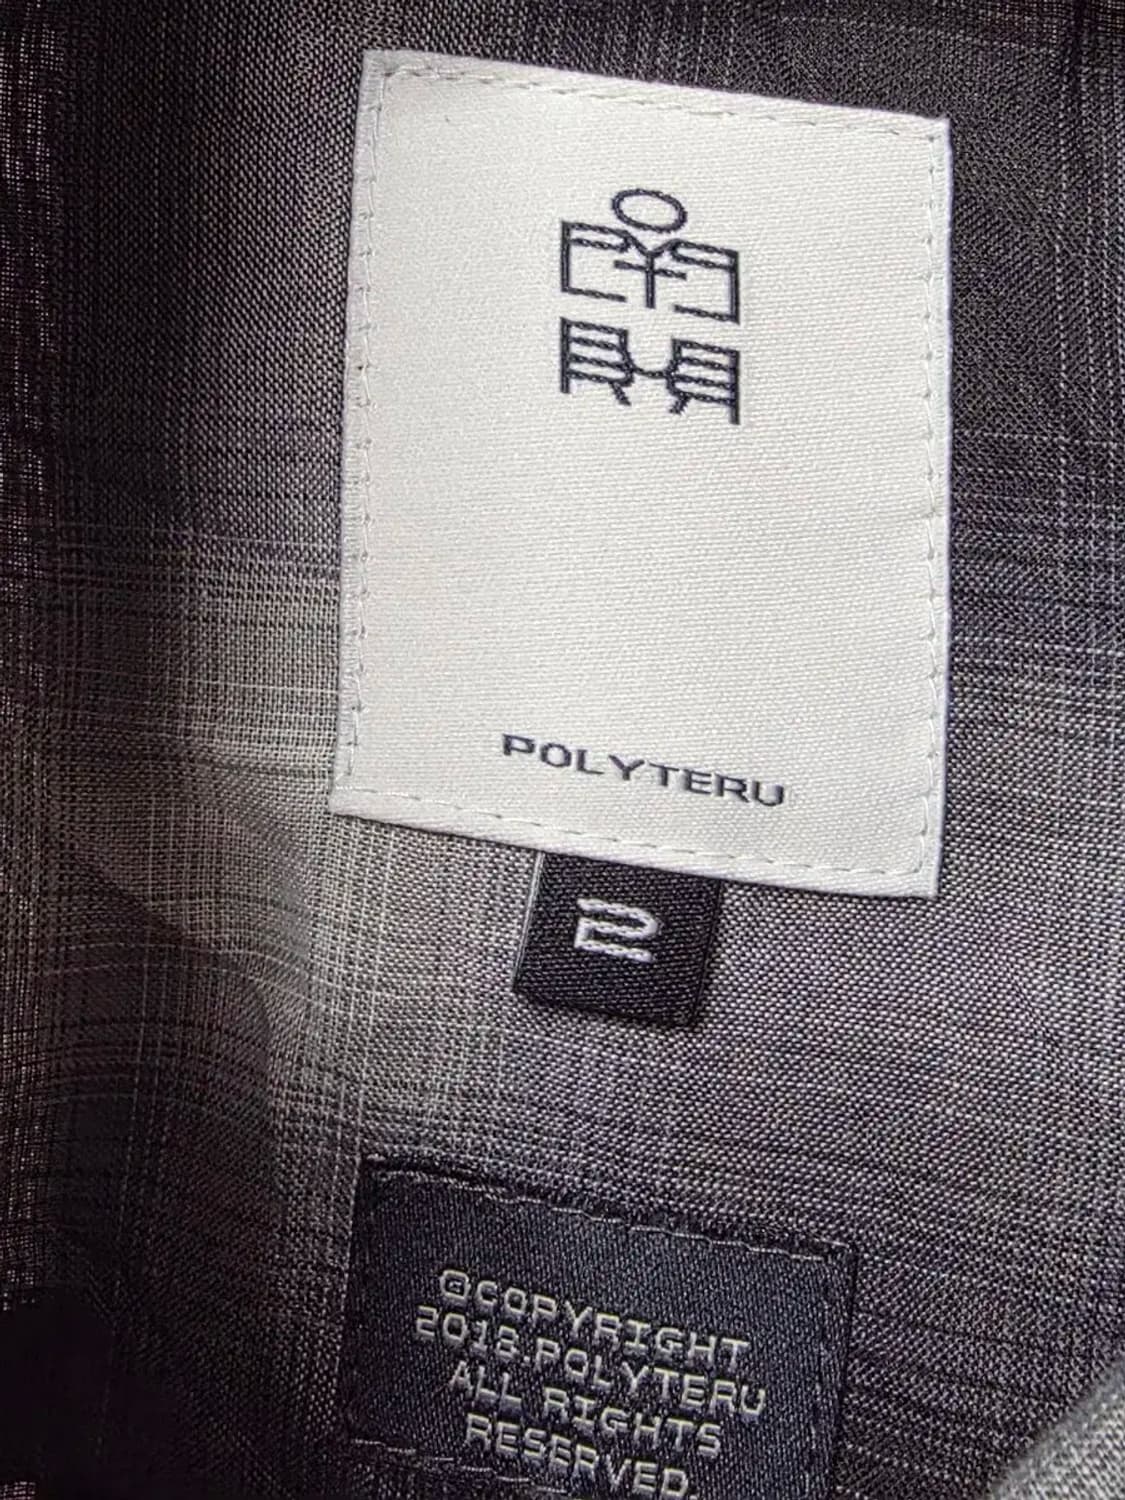 POLYTERU
2
@COPYRIGHT
2018.POLYTERU
ALL RIGHTS
RESERVED.